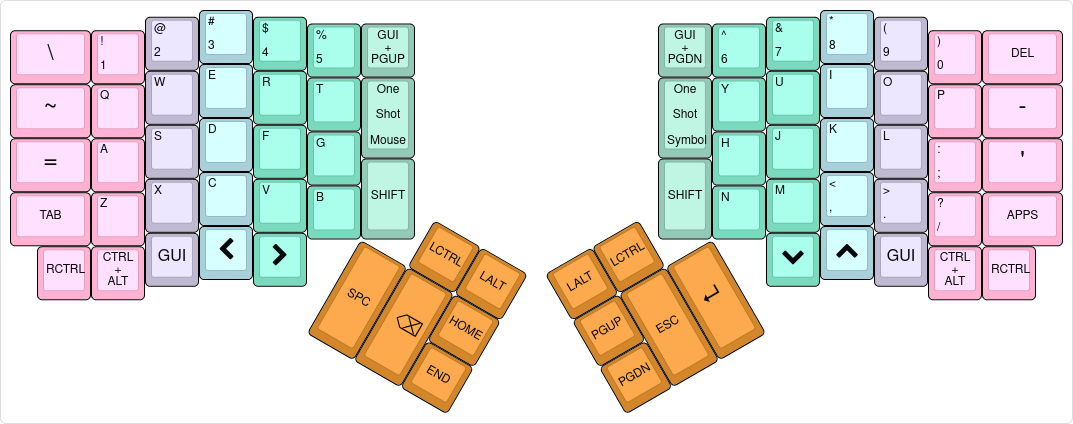 \
!
1
@
2
#
3
$
4
%
5
GUI
+
PGUP
~
Q
W
E
R
T
One
Shot
Mouse
=
A
S
D
F
G
TAB
Z
X
C
V
B
SHIFT
RCTRL
CTRL
+
ALT
GUI
<
>
SPC
⌫
LCTRL
LALT
HOME
END
GUI
+
PGDN
^
6
&
7
*
8
(
9
)
0
DEL
One
Shot
Symbol
Y
U
I
O
P
-
H
J
K
L
:
;
'
SHIFT
N
M
<
,
>
.
?
/
APPS
GUI
CTRL
+
ALT
RCTRL
LALT
LCTRL
PGUP
PGDN
ESC
↵